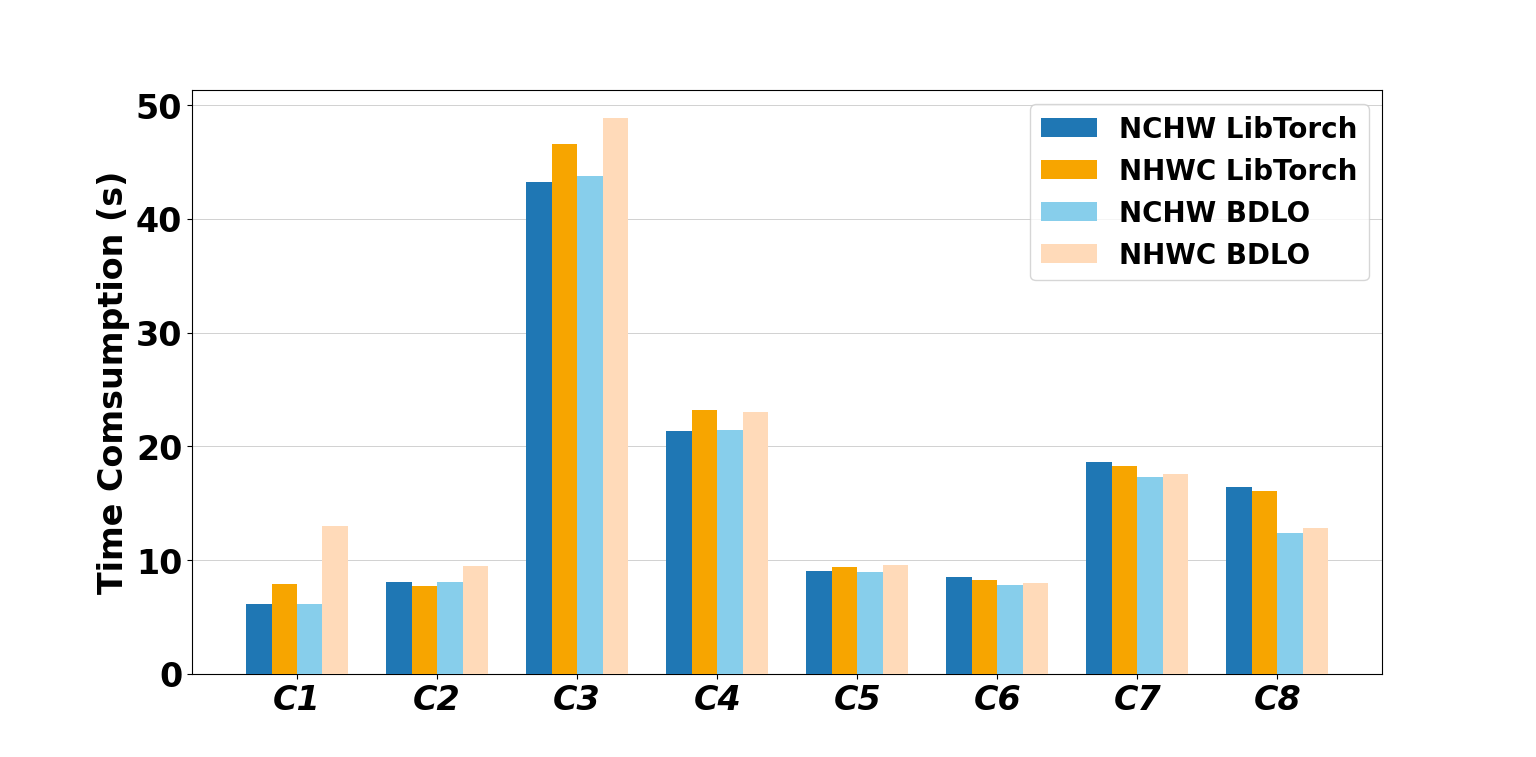 Time Comsumption (s)
50
40
30
20
10
0
C1 C2 C3 C4 C5 C6 C7 C8
NCHW LibTorch
NHWC LibTorch
NCHW BDLO
NHWC BDLO